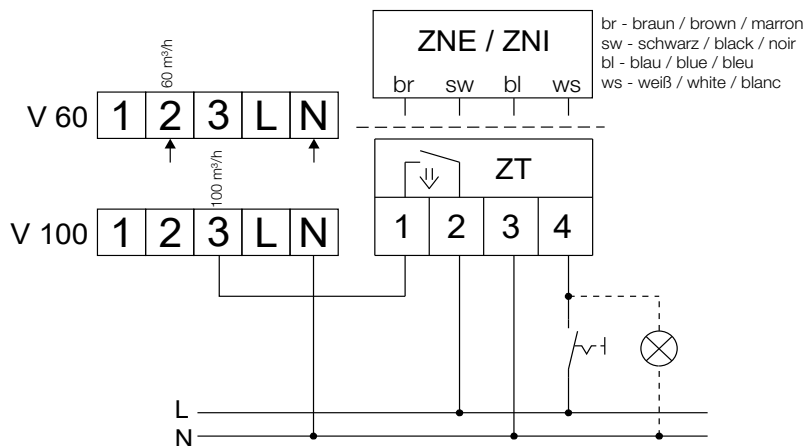 ZNE / ZNI
br sw bl ws
br - braun / brown / marron
sw - schwarz / black / noir
bl - blau / blue / bleu
ws - weiß / white / blanc
60 m³/h
V 60 1 2 3 L N
100 m³/h
V 100 1 2 3 L N
ZT
1 2 3 4
L
N